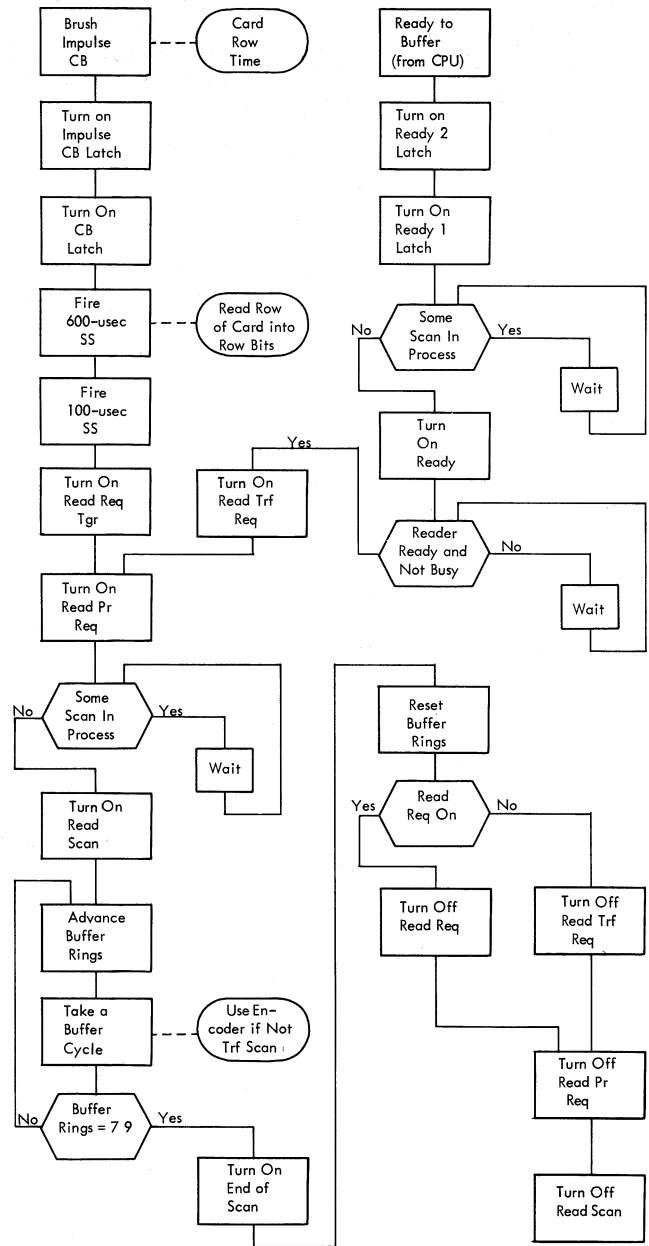 Brush
Impulse
CB
Card
Row
Time
Turn on
Impulse
CB Latch
Turn On
CB
Latch
Fire
600-usec
SS
Read Row
of Card into
Row Bits
Fire
100-usec
SS
Turn On
Read Req
Tgr
Turn On
Read Pr
Req
Some
Scan In
Process
No
Yes
Wait
Turn On
Read
Scan
Advance
Buffer
Rings
Take a
Buffer
Cycle
Use En-
coder if Not
Trf Scan
Buffer
Rings = 7 9
No
Yes
Turn On
End of
Scan
Ready to
Buffer
(from CPU)
Turn on
Ready 2
Latch
Turn On
Ready 1
Latch
Some
Scan In
Process
No
Yes
Wait
Turn
On
Ready
Reader
Ready and
Not Busy
Yes
No
Wait
Turn On
Read Trf
Req
Reset
Buffer
Rings
Read
Req On
Yes
No
Turn Off
Read Req
Turn Off
Read Trf
Req
Turn Off
Read Pr
Req
Turn Off
Read Scan